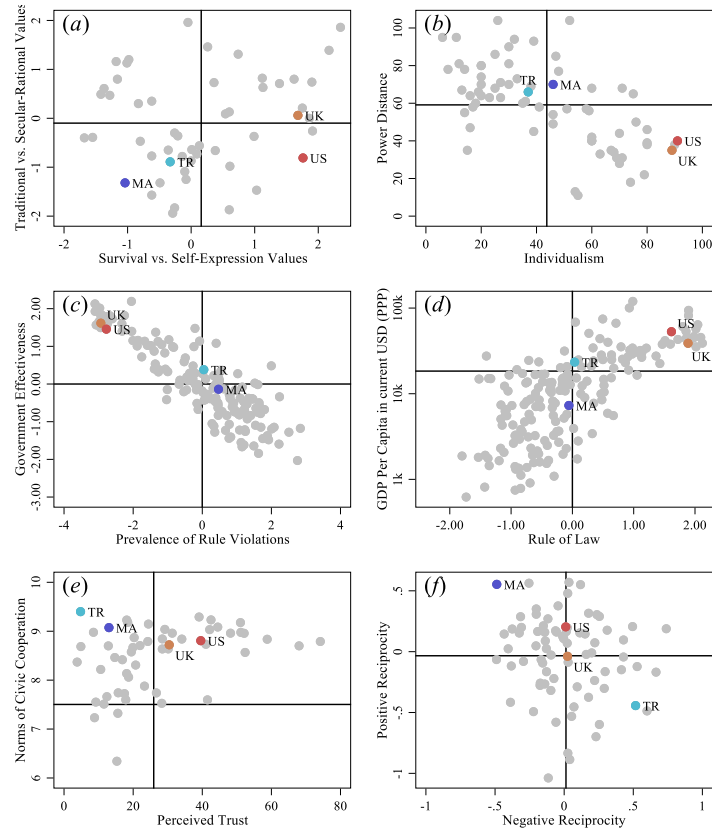 (a)
Traditional vs. Secular-Rational Values
2
1
0
-1
-2
UK
US
TR
MA
-2 -1 0 1 2
Survival vs. Self-Expression Values
(b)
Power Distance
100
80
60
40
20
0
TR
MA
US
UK
0 20 40 60 80 100
Individualism
(c)
Government Effectiveness
2.00
1.00
0.00
-1.00
-2.00
-3.00
UK
US
TR
MA
-4 -2 0 2 4
Prevalence of Rule Violations
(d)
GDP Per Capita in current USD (PPP)
100k
10k
1k
US
UK
TR
MA
-2.00 -1.00 0.00 1.00 2.00
Rule of Law
(e)
Norms of Civic Cooperation
10
9
8
7
6
TR
MA
US
UK
0 20 40 60 80
Perceived Trust
(f)
Positive Reciprocity
.5
0
-.5
-1
MA
US
UK
TR
-1 -.5 0 .5 1
Negative Reciprocity